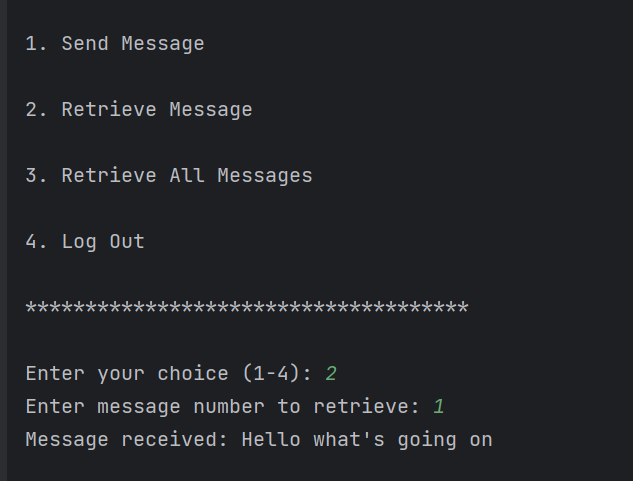 1. Send Message
2. Retrieve Message
3. Retrieve All Messages
4. Log Out
*************************************
Enter your choice (1-4): 2
Enter message number to retrieve: 1
Message received: Hello what's going on